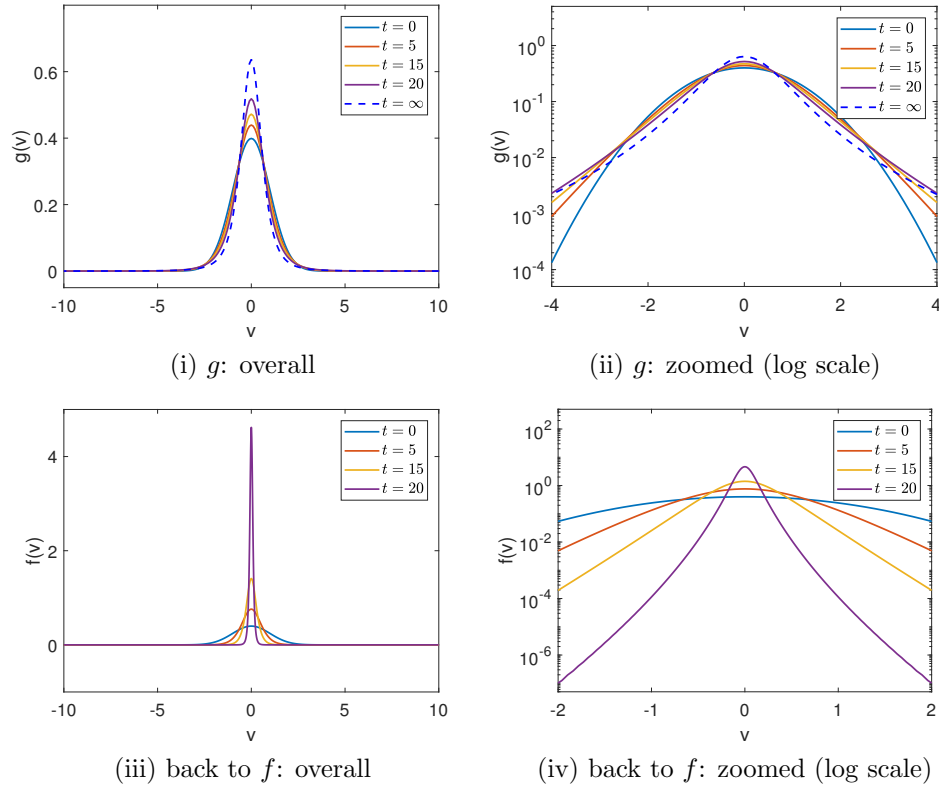 0.6
0.4
0.2
0
g(v)
-10 -5 0 5 10
v
t = 0
t = 5
t = 15
t = 20
t = ∞
(i) g: overall
10^0
10^-1
10^-2
10^-3
10^-4
g(v)
-4 -2 0 2 4
v
t = 0
t = 5
t = 15
t = 20
t = ∞
(ii) g: zoomed (log scale)
4
2
0
f(v)
-10 -5 0 5 10
v
t = 0
t = 5
t = 15
t = 20
(iii) back to f: overall
10^2
10^0
10^-2
10^-4
10^-6
f(v)
-2 -1 0 1 2
v
t = 0
t = 5
t = 15
t = 20
(iv) back to f: zoomed (log scale)